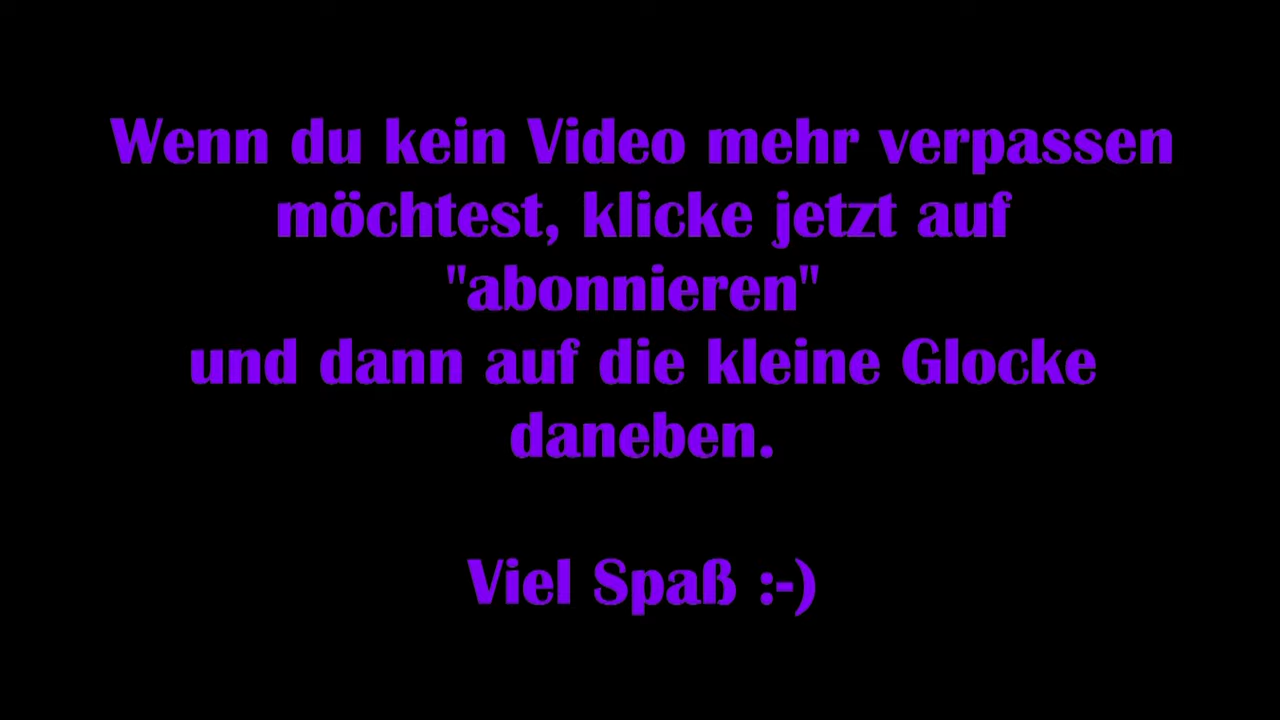 Wenn du kein Video mehr verpassen
möchtest, klicke jetzt auf
"abonnieren"
und dann auf die kleine Glocke
daneben.
Viel Spaß :-)